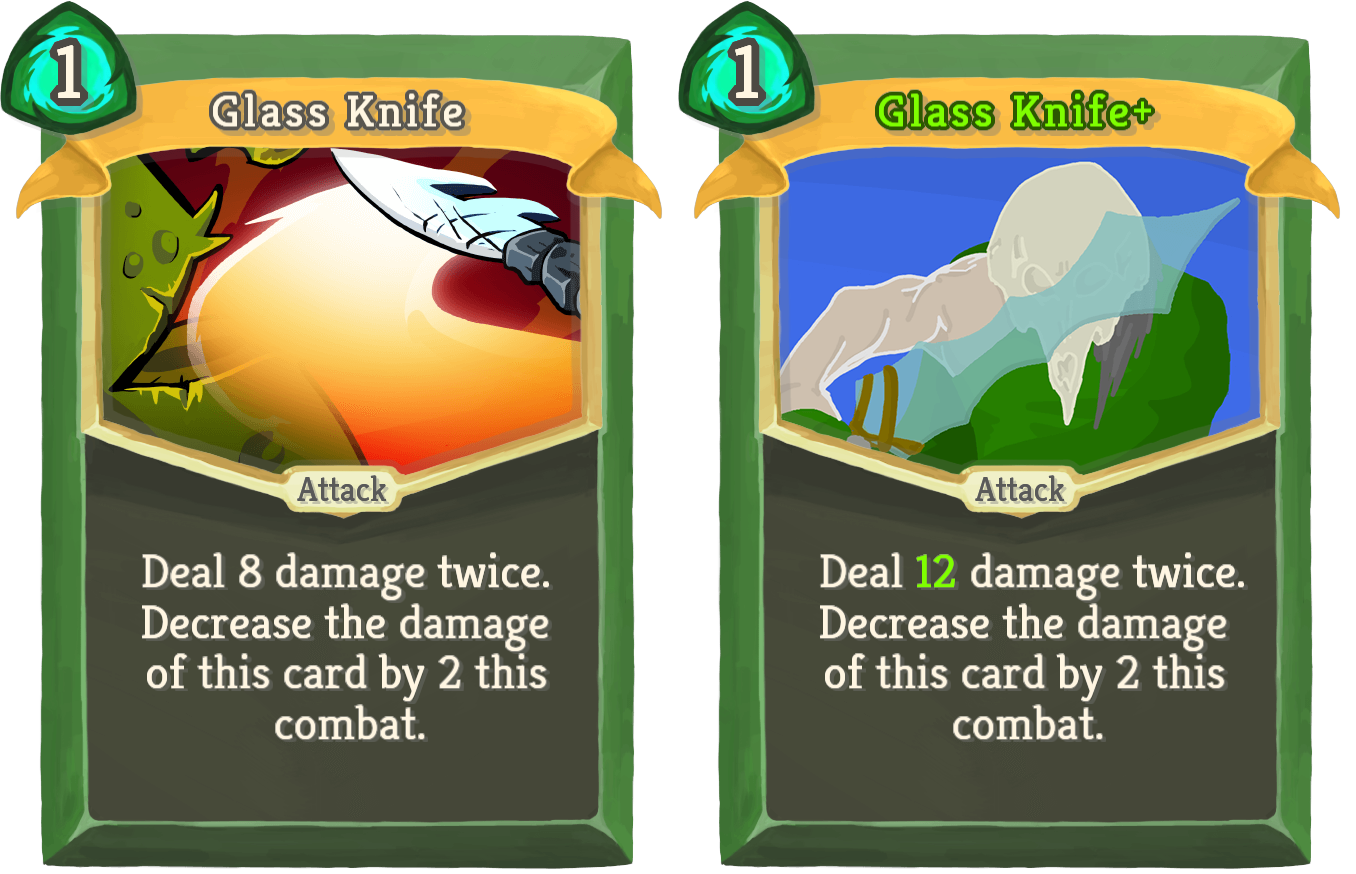 1
Glass Knife
Attack
Deal 8 damage twice.
Decrease the damage
of this card by 2 this
combat.
1
Glass Knife+
Attack
Deal 12 damage twice.
Decrease the damage
of this card by 2 this
combat.